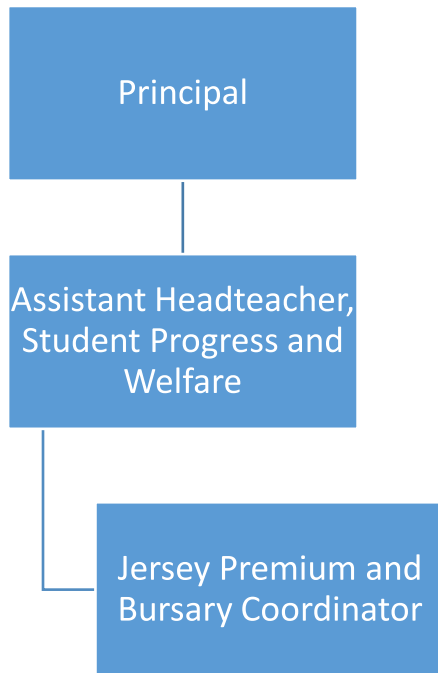 Principal
Assistant Headteacher,
Student Progress and
Welfare
Jersey Premium and
Bursary Coordinator